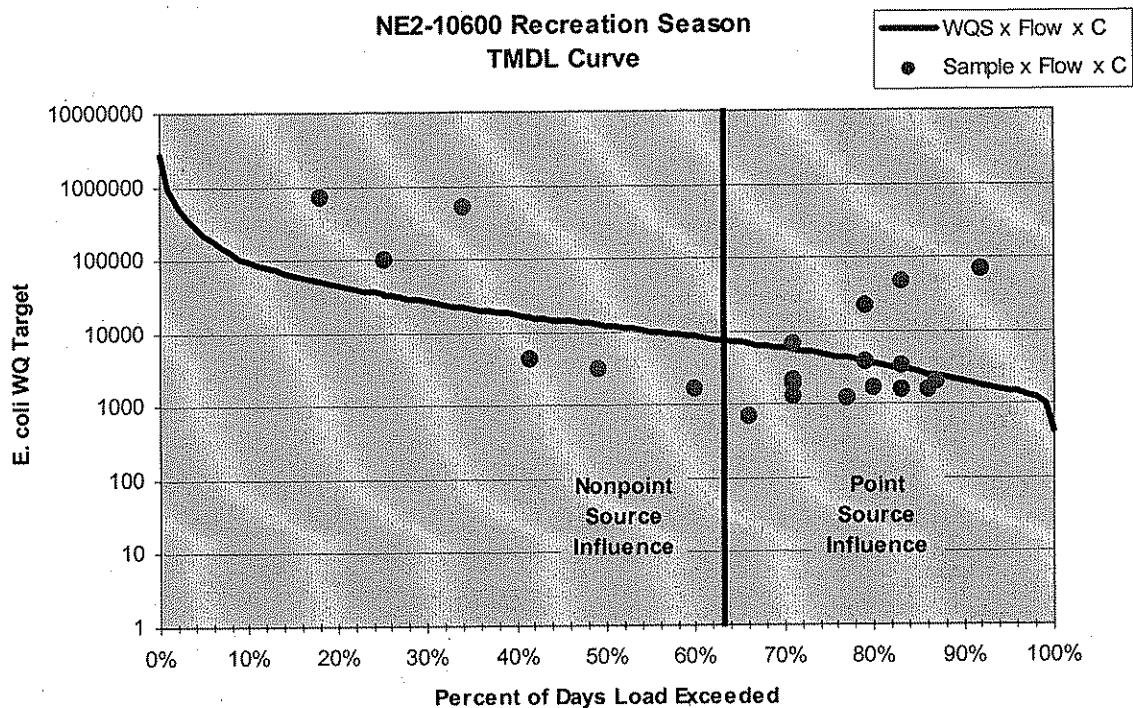 NE2-10600 Recreation Season
TMDL Curve
WQS x Flow x C
Sample x Flow x C
E. coli WQ Target
10000000
1000000
100000
10000
1000
100
10
1
Nonpoint
Source
Influence
Point
Source
Influence
0% 10% 20% 30% 40% 50% 60% 70% 80% 90% 100%
Percent of Days Load Exceeded